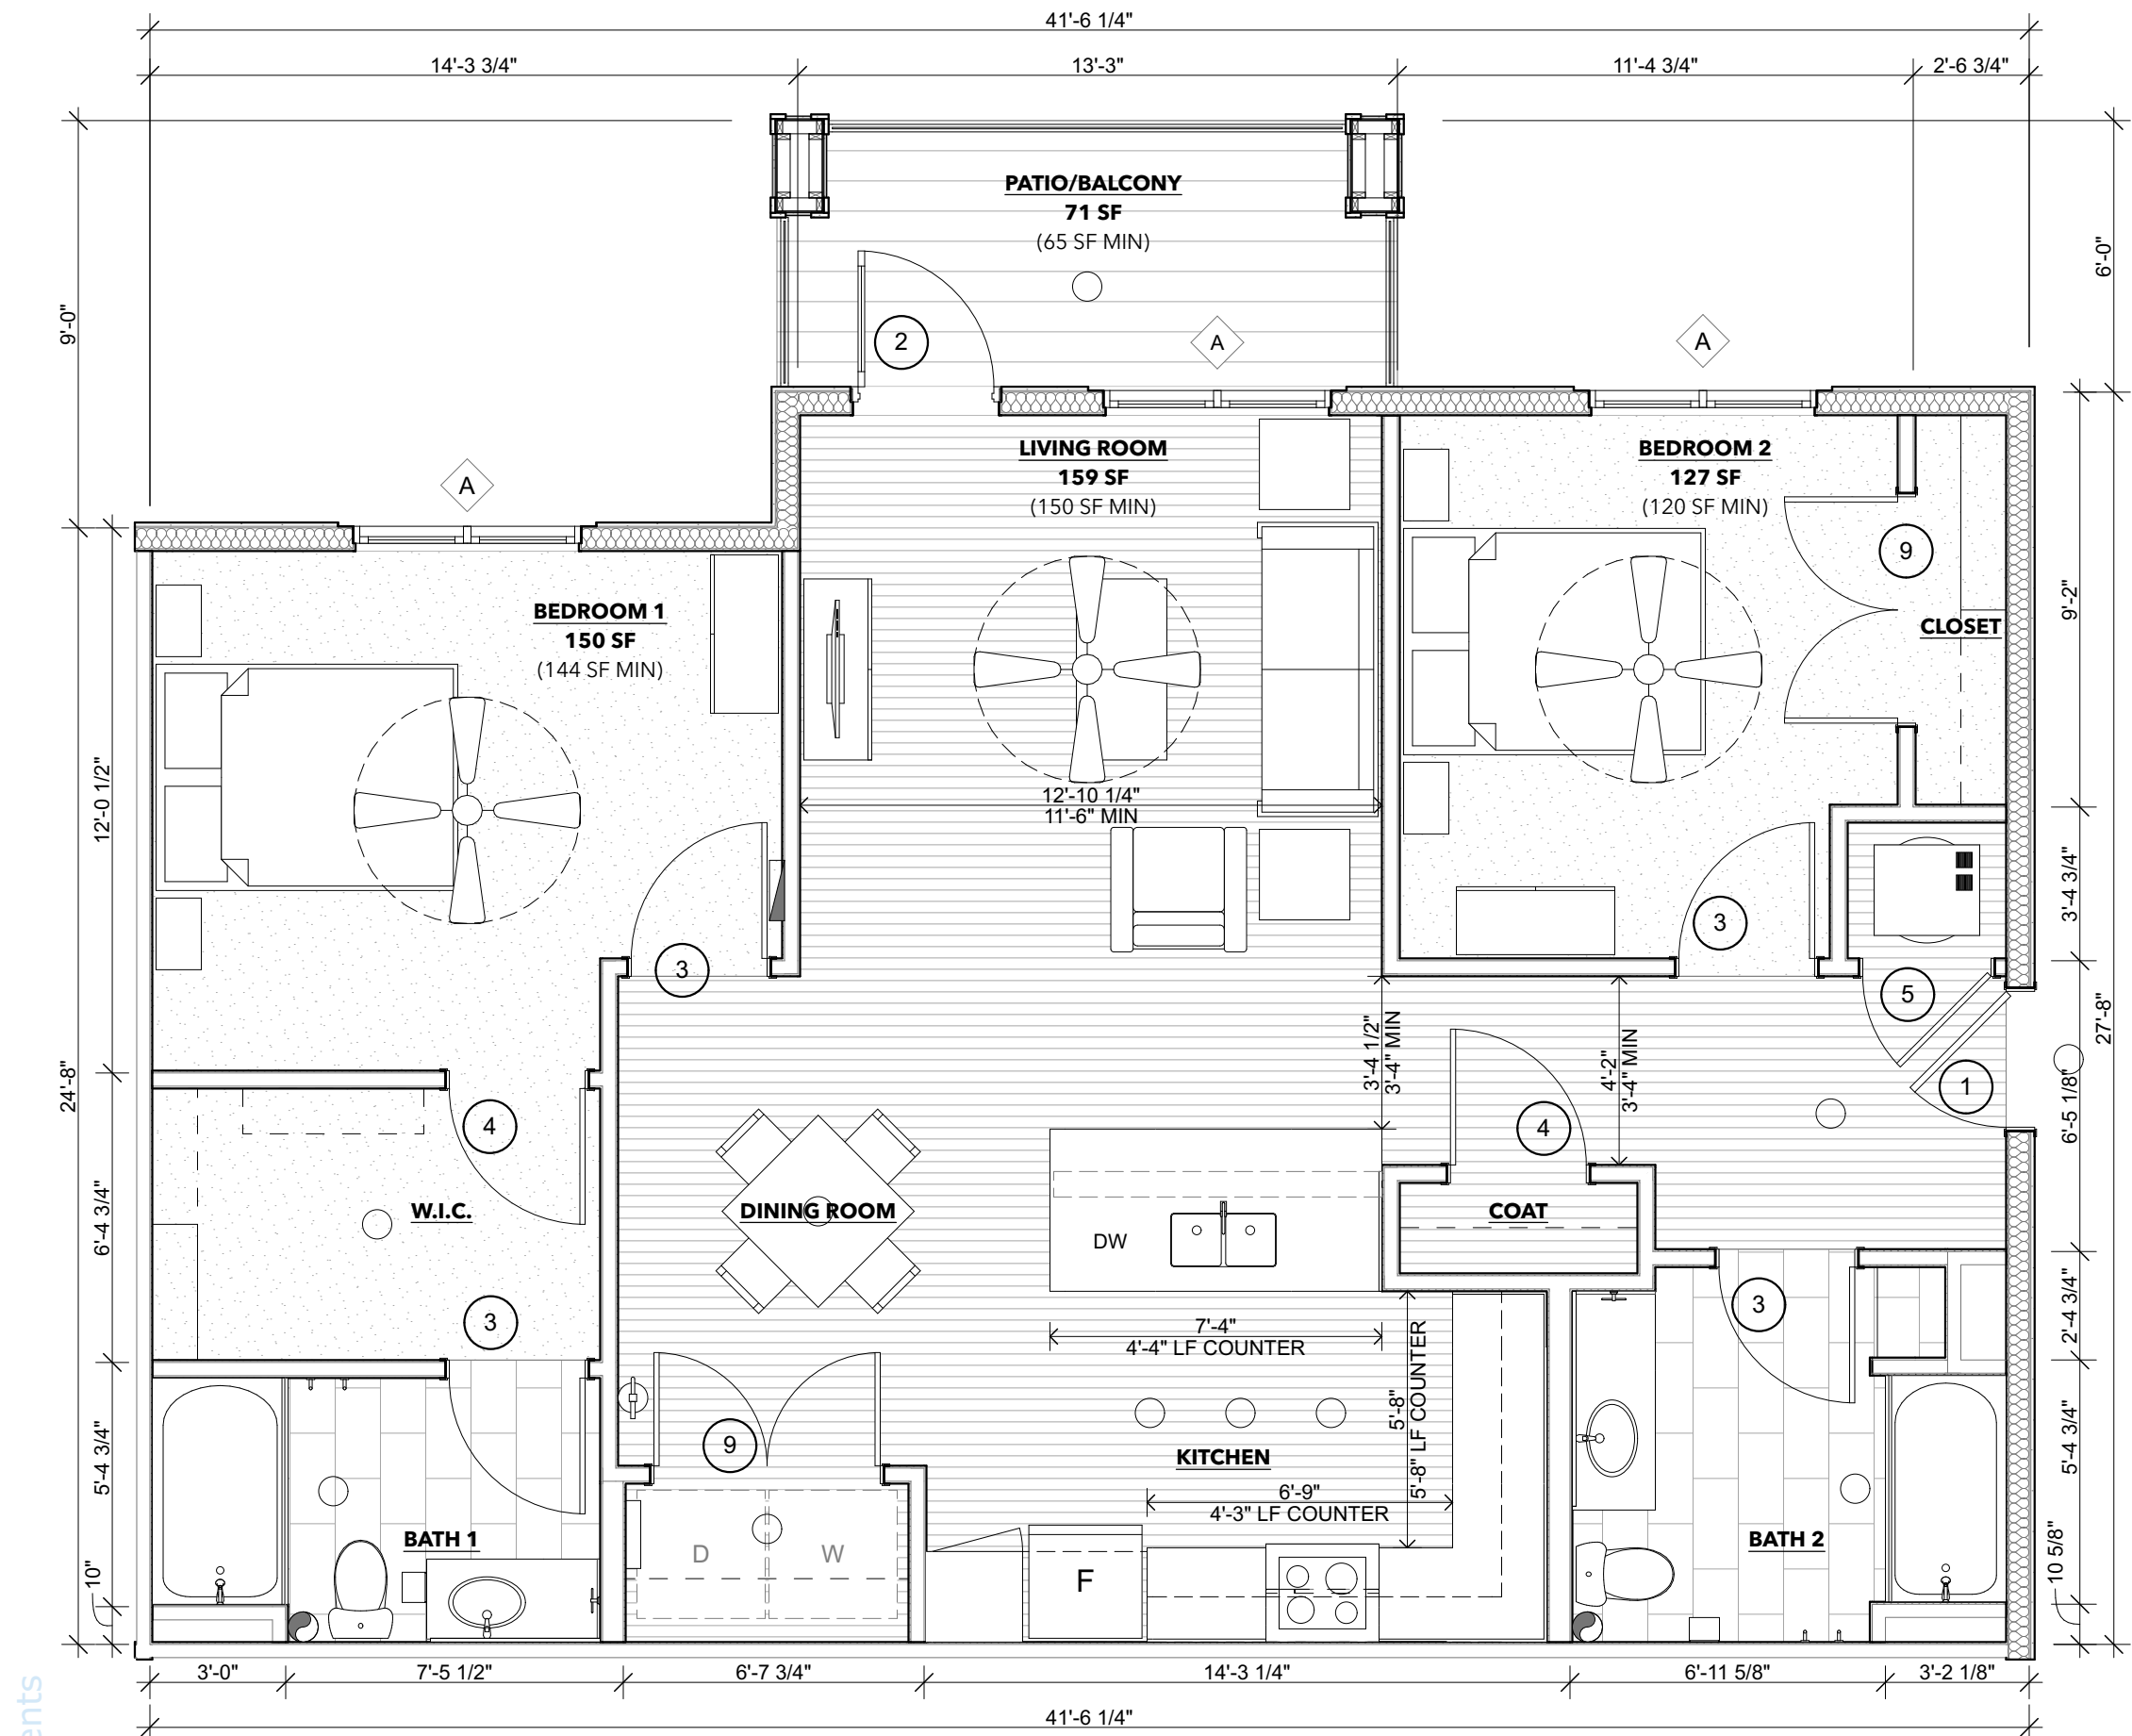 41'-6 1/4"
14'-3 3/4"
13'-3"
11'-4 3/4"
2'-6 3/4"
PATIO/BALCONY
71 SF
(65 SF MIN)
6'-0"
9'-0"
2
A
A
LIVING ROOM
159 SF
(150 SF MIN)
BEDROOM 2
127 SF
(120 SF MIN)
A
9
CLOSET
9'-2"
BEDROOM 1
150 SF
(144 SF MIN)
12'-0 1/2"
12'-10 1/4"
11'-6" MIN
3'-4 3/4"
3
3
5
3'-4 1/2"
3'-4" MIN
4'-2"
3'-4" MIN
27'-8"
24'-8"
1
6'-5 1/8"
4
4
W.I.C.
DINING ROOM
COAT
6'-4 3/4"
DW
3
3
7'-4"
4'-4" LF COUNTER
2'-4 3/4"
5'-8"
5'-8" LF COUNTER
9
KITCHEN
5'-4 3/4"
5'-4 3/4"
6'-9"
4'-3" LF COUNTER
BATH 1
D
W
F
BATH 2
10"
10 5/8"
3'-0"
7'-5 1/2"
6'-7 3/4"
14'-3 1/4"
6'-11 5/8"
3'-2 1/8"
41'-6 1/4"
ents